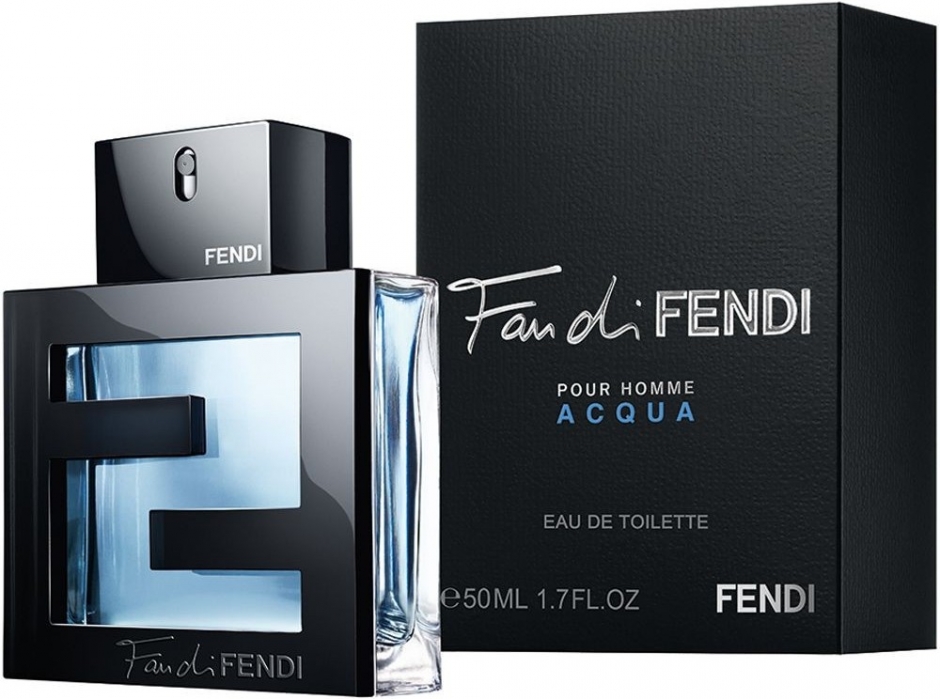 FENDI
Fan di FENDI
Fan di FENDI
POUR HOMME
ACQUA
EAU DE TOILETTE
℮50ML 1.7FL.OZ
FENDI